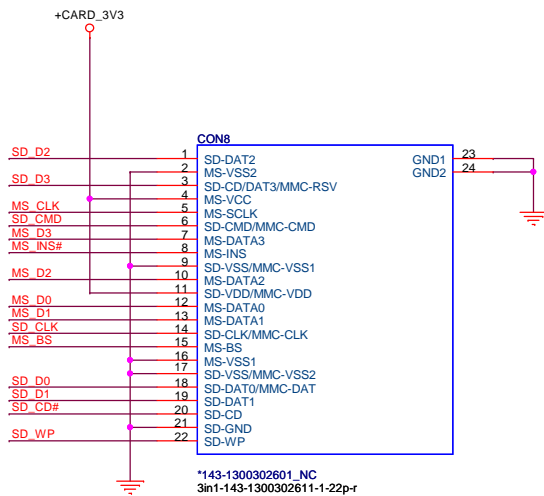 +CARD_3V3
CON8
SD_D2 1 SD-DAT2 GND1 23
2 MS-VSS2 GND2 24
SD_D3 3 SD-CD/DAT3/MMC-RSV
4 MS-VCC
MS_CLK 5 MS-SCLK
SD_CMD 6 SD-CMD/MMC-CMD
MS_D3 7 MS-DATA3
MS_INS# 8 MS-INS
9 SD-VSS/MMC-VSS1
MS_D2 10 MS-DATA2
11 SD-VDD/MMC-VDD
MS_D0 12 MS-DATA0
MS_D1 13 MS-DATA1
SD_CLK 14 SD-CLK/MMC-CLK
MS_BS 15 MS-BS
16 MS-VSS1
17 SD-VSS/MMC-VSS2
SD_D0 18 SD-DAT0/MMC-DAT
SD_D1 19 SD-DAT1
SD_CD# 20 SD-CD
21 SD-GND
SD_WP 22 SD-WP
*143-1300302601_NC
3in1-143-1300302611-1-22p-r